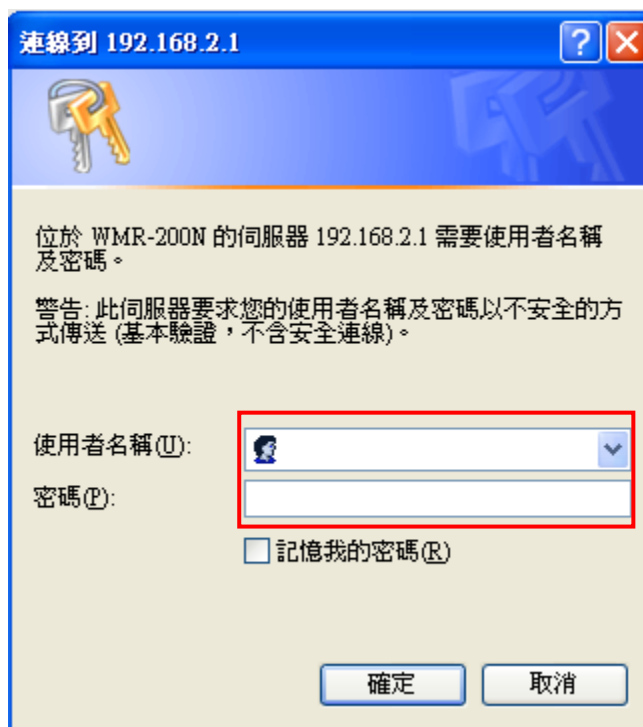 連線到 192.168.2.1
位於 WMR-200N 的伺服器 192.168.2.1 需要使用者名稱
及密碼。
警告: 此伺服器要求您的使用者名稱及密碼以不安全的方
式傳送 (基本驗證，不含安全連線)。
使用者名稱(U):
密碼(P):
記憶我的密碼(R)
確定 取消